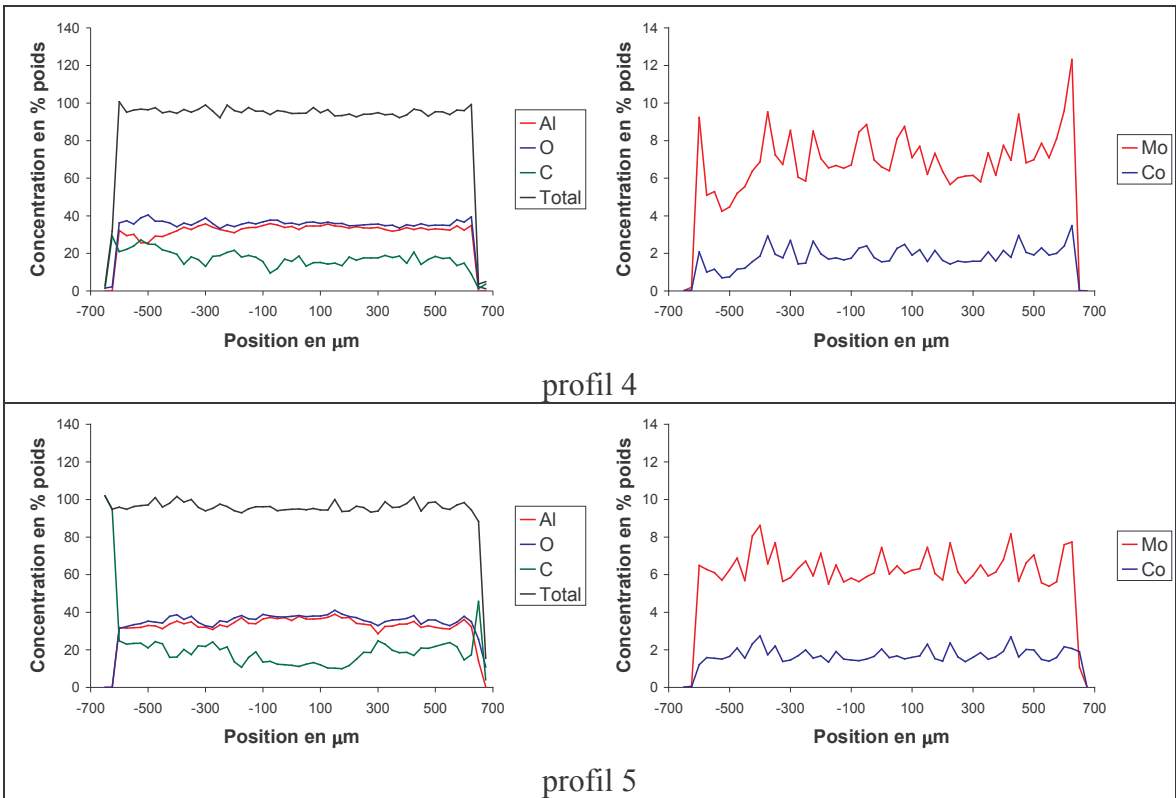 Concentration en % poids
140
120
100
80
60
40
20
0
-700 -500 -300 -100 100 300 500 700
Position en μm
Al
O
C
Total
Concentration en % poids
14
12
10
8
6
4
2
0
-700 -500 -300 -100 100 300 500 700
Position en μm
Mo
Co
profil 4
Concentration en % poids
140
120
100
80
60
40
20
0
-700 -500 -300 -100 100 300 500 700
Position en μm
Al
O
C
Total
Concentration en % poids
14
12
10
8
6
4
2
0
-700 -500 -300 -100 100 300 500 700
Position en μm
Mo
Co
profil 5